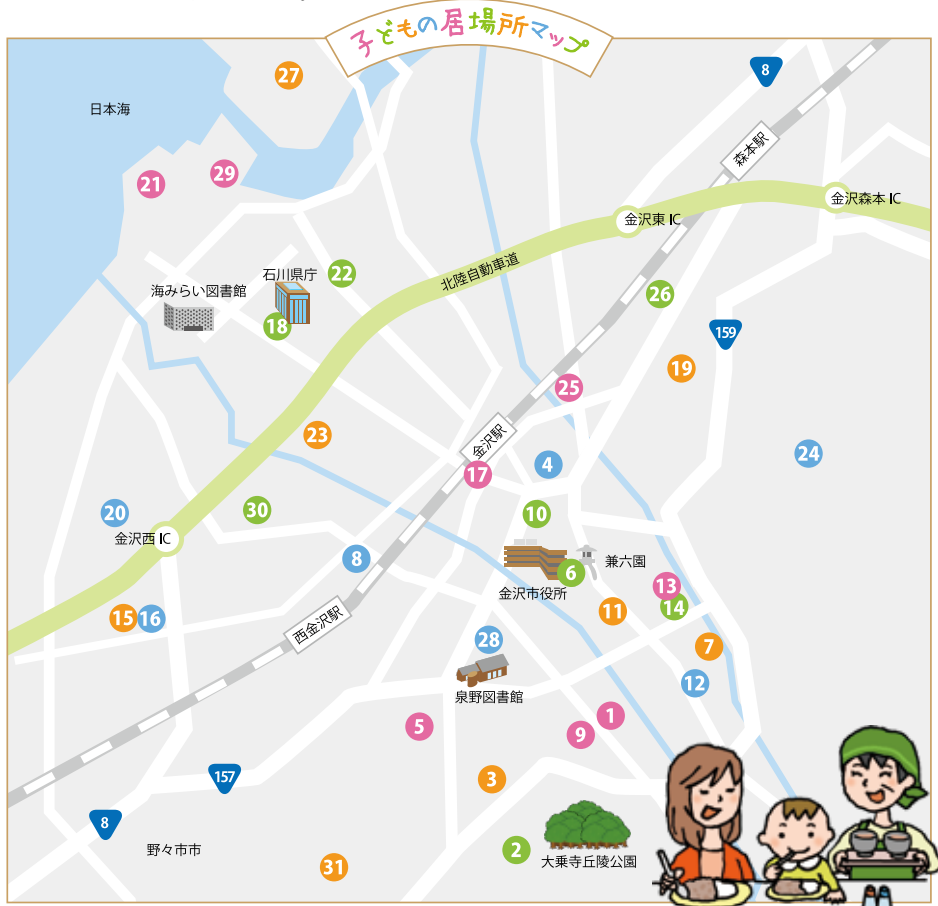 子どもの居場所マップ
27
8
日本海
森本駅
21
29
金沢森本 IC
金沢東 IC
北陸自動車道
石川県庁
22
海みらい図書館
26
18
159
19
25
23
金沢駅
24
4
17
20
30
10
金沢西 IC
8
兼六園
6
金沢市役所
13
14
15
16
11
西金沢駅
28
7
12
泉野図書館
5
1
9
157
3
8
野々市市
2
大乗寺丘陵公園
31